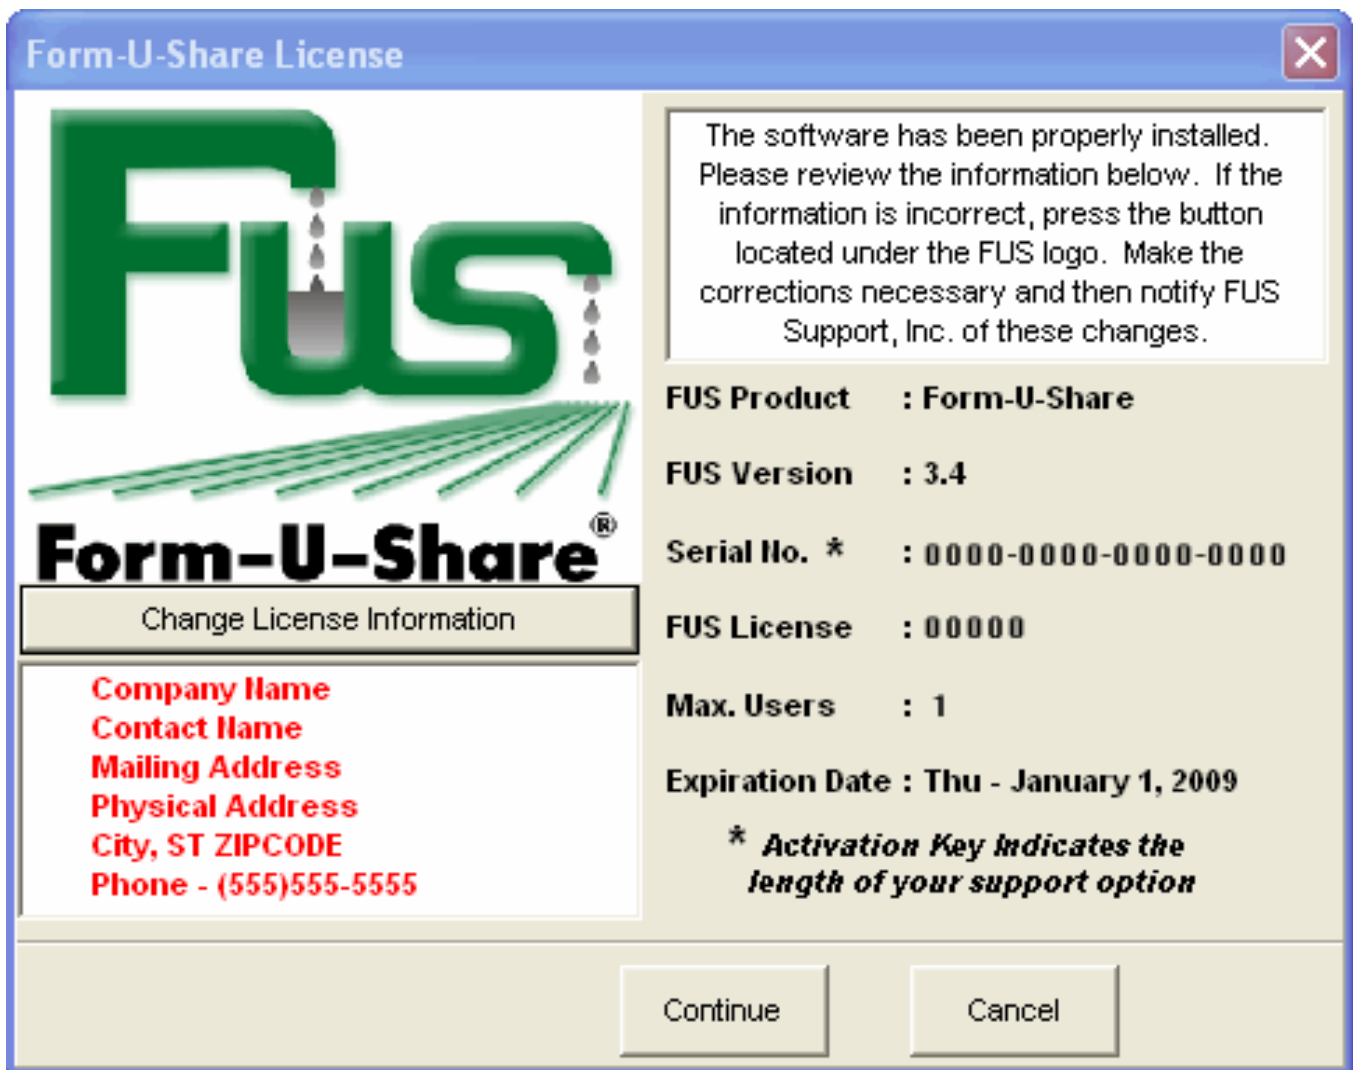 Form-U-Share License
Fus
Form-U-Share®
Change License Information
Company Name
Contact Name
Mailing Address
Physical Address
City, ST ZIPCODE
Phone - (555)555-5555
The software has been properly installed.
Please review the information below. If the
information is incorrect, press the button
located under the FUS logo. Make the
corrections necessary and then notify FUS
Support, Inc. of these changes.
FUS Product : Form-U-Share
FUS Version : 3.4
Serial No. * : 0000-0000-0000-0000
FUS License : 00000
Max. Users : 1
Expiration Date : Thu - January 1, 2009
* Activation Key Indicates the
length of your support option
Continue
Cancel